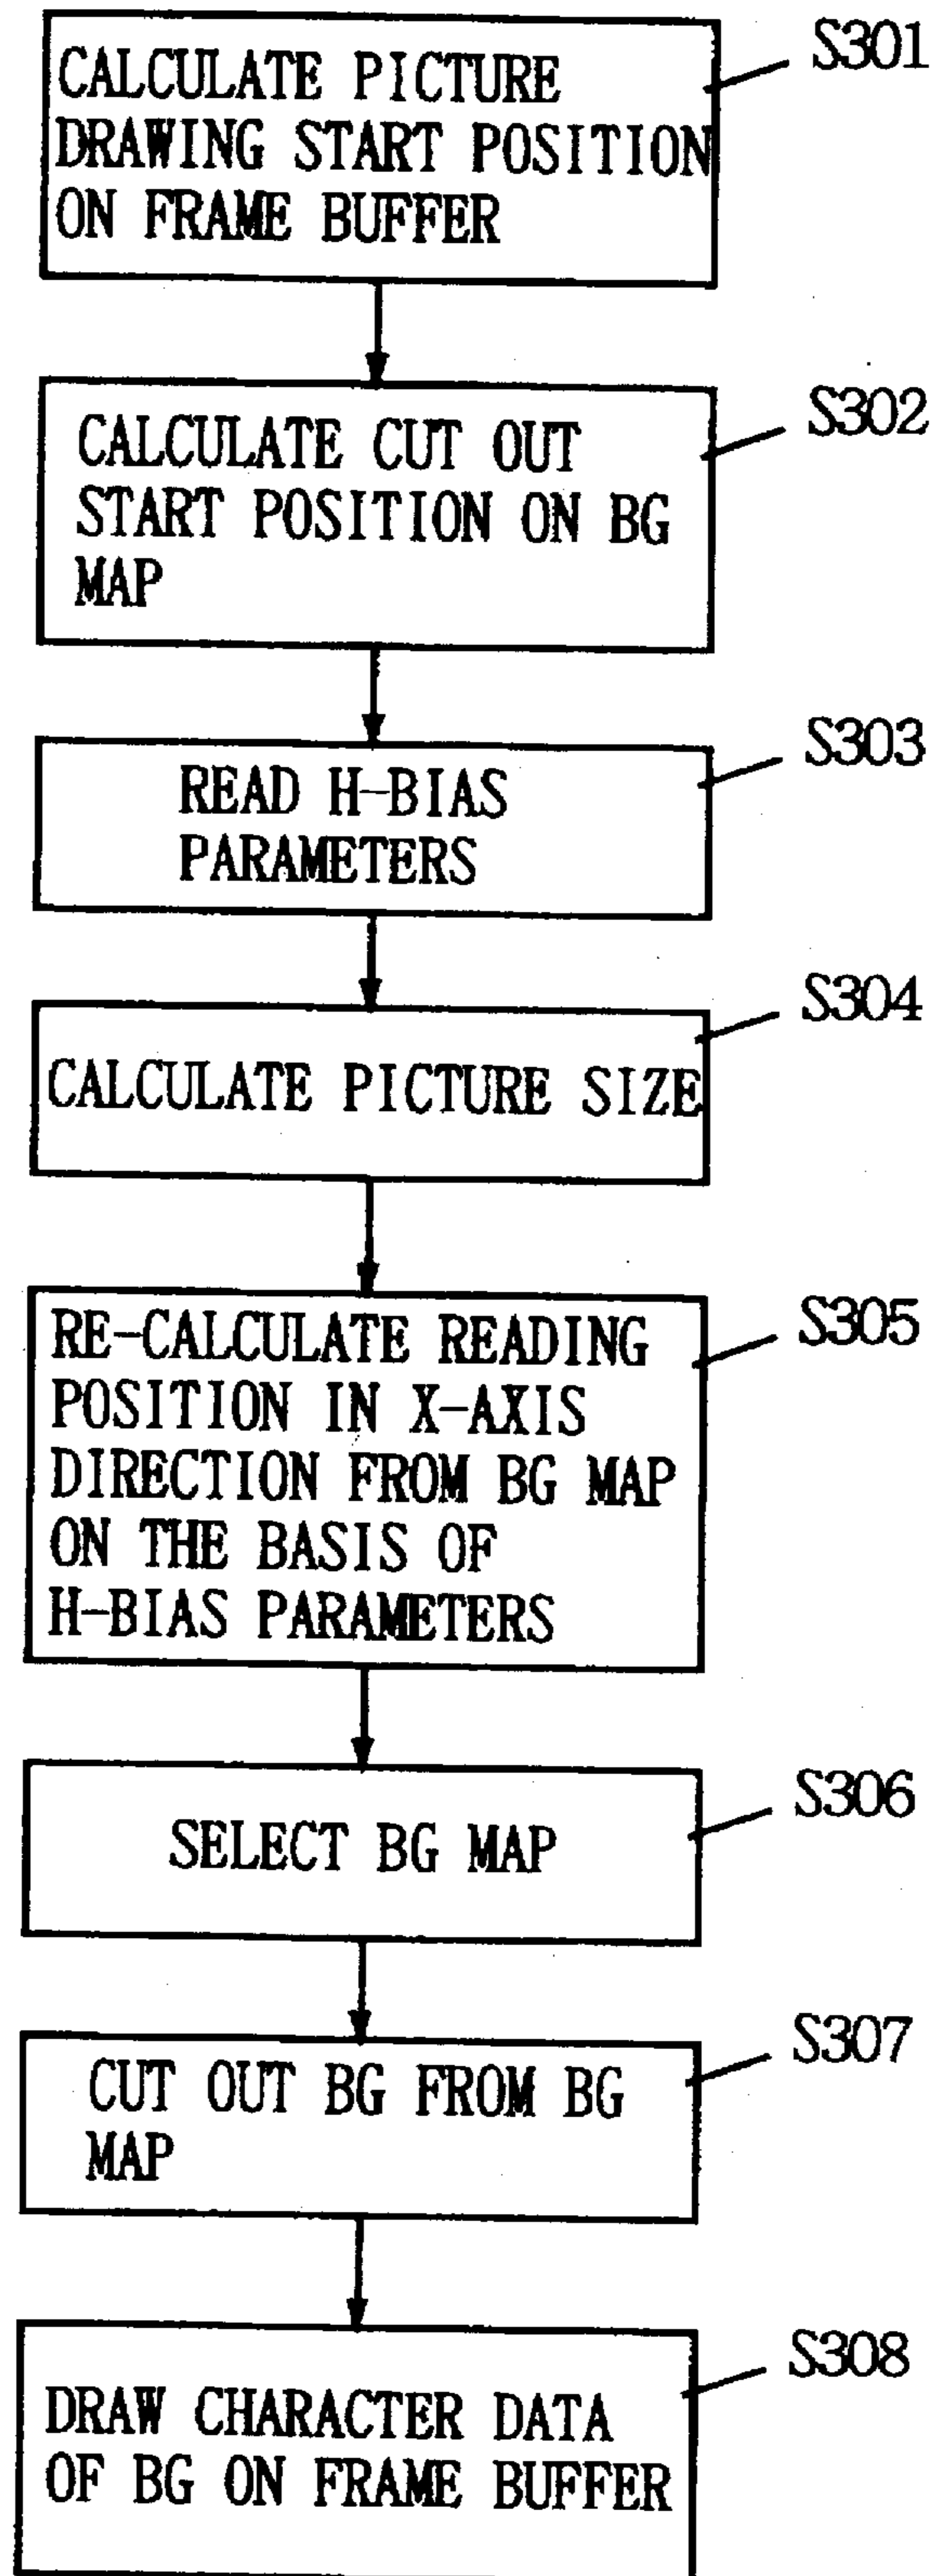 CALCULATE PICTURE
DRAWING START POSITION
ON FRAME BUFFER
S301
CALCULATE CUT OUT
START POSITION ON BG
MAP
S302
READ H-BIAS
PARAMETERS
S303
CALCULATE PICTURE SIZE
S304
RE-CALCULATE READING
POSITION IN X-AXIS
DIRECTION FROM BG MAP
ON THE BASIS OF
H-BIAS PARAMETERS
S305
SELECT BG MAP
S306
CUT OUT BG FROM BG
MAP
S307
DRAW CHARACTER DATA
OF BG ON FRAME BUFFER
S308